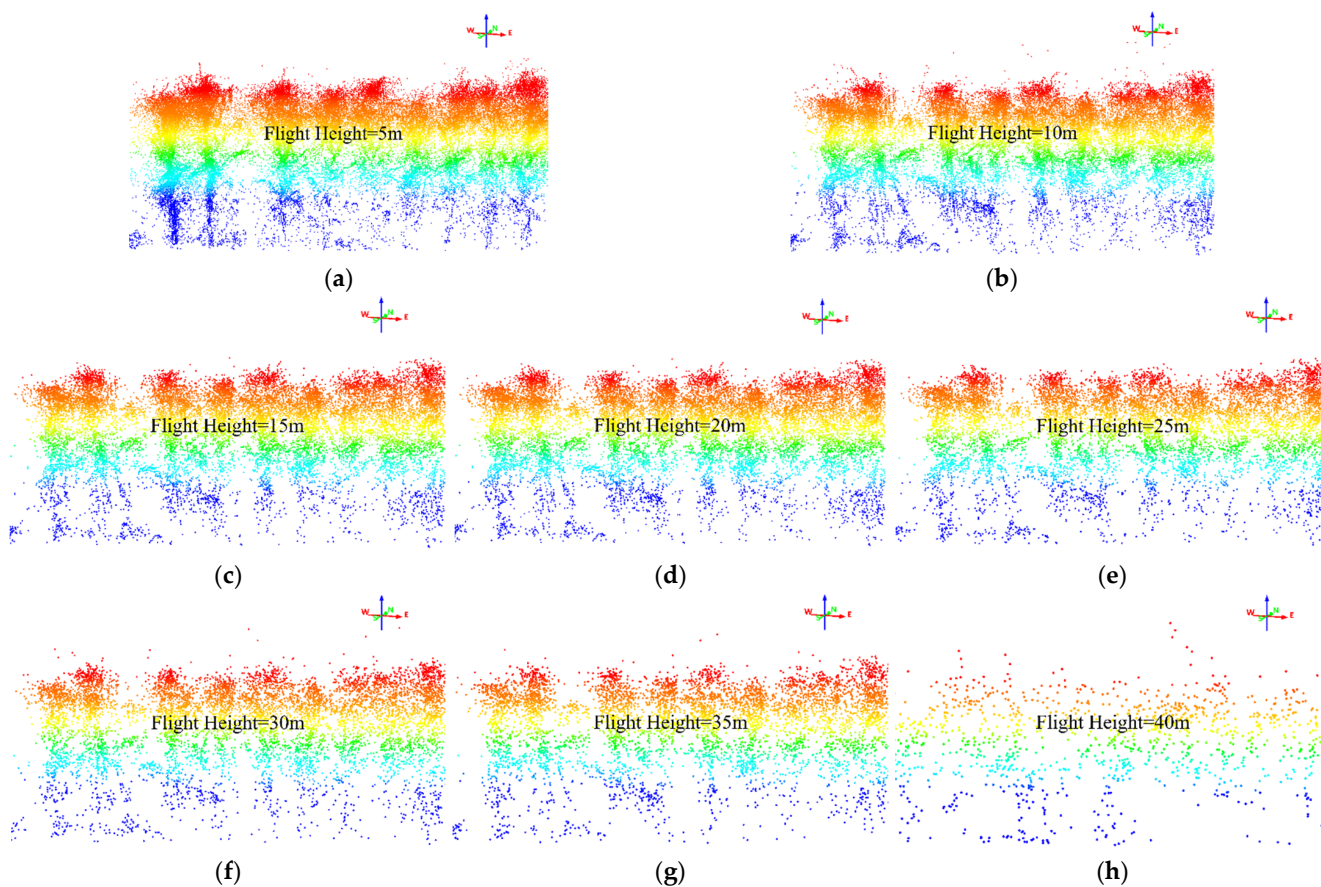 W N E
S
Flight Height=5m
(a)
W N E
S
Flight Height=10m
(b)
W N E
S
Flight Height=15m
(c)
W N E
S
Flight Height=20m
(d)
W N E
S
Flight Height=25m
(e)
W N E
S
Flight Height=30m
(f)
W N E
S
Flight Height=35m
(g)
W N E
S
Flight Height=40m
(h)